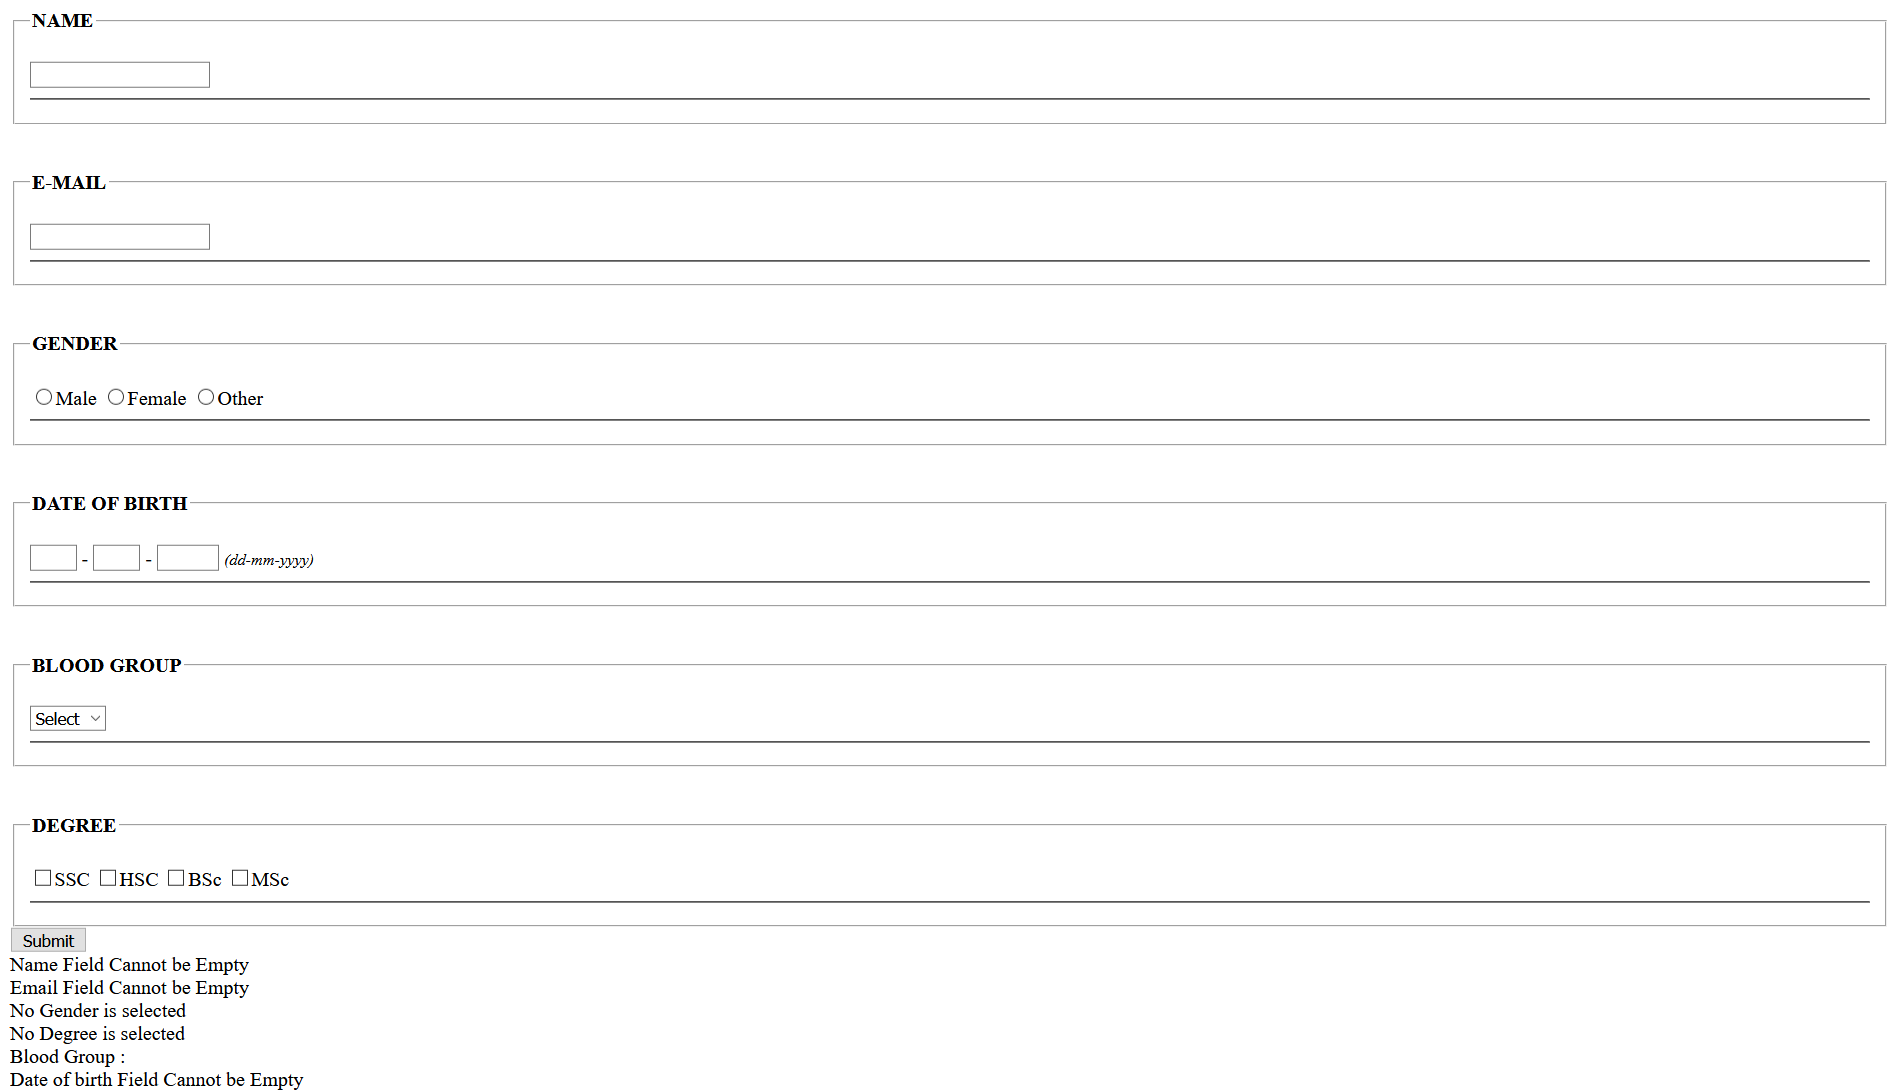 NAME
E-MAIL
GENDER
Male Female Other
DATE OF BIRTH
- - (dd-mm-yyyy)
BLOOD GROUP
Select
DEGREE
SSC HSC BSc MSc
Submit
Name Field Cannot be Empty
Email Field Cannot be Empty
No Gender is selected
No Degree is selected
Blood Group :
Date of birth Field Cannot be Empty